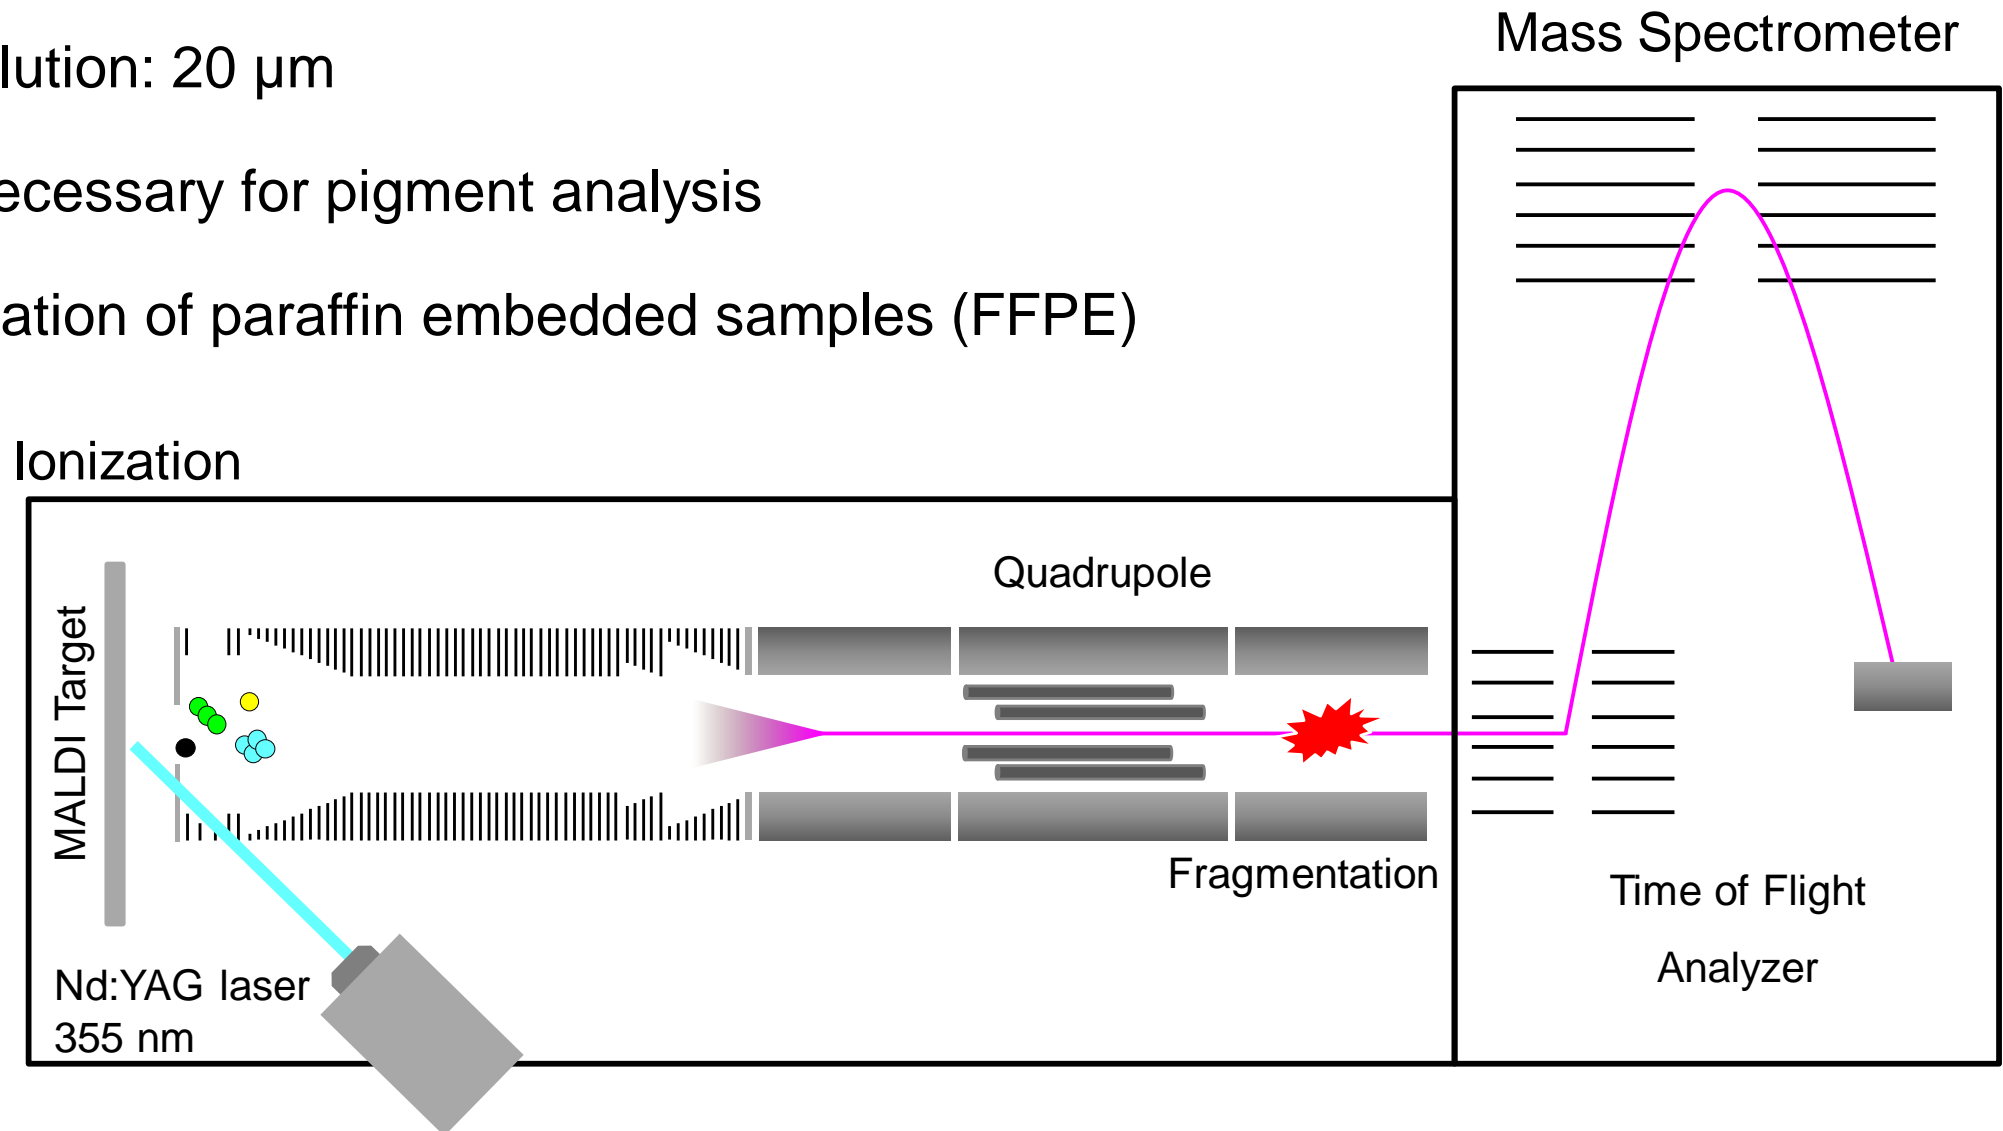 lution: 20 µm
Mass Spectrometer
ecessary for pigment analysis
ation of paraffin embedded samples (FFPE)
Ionization
Quadrupole
MALDI Target
Fragmentation
Time of Flight
Analyzer
Nd:YAG laser
355 nm